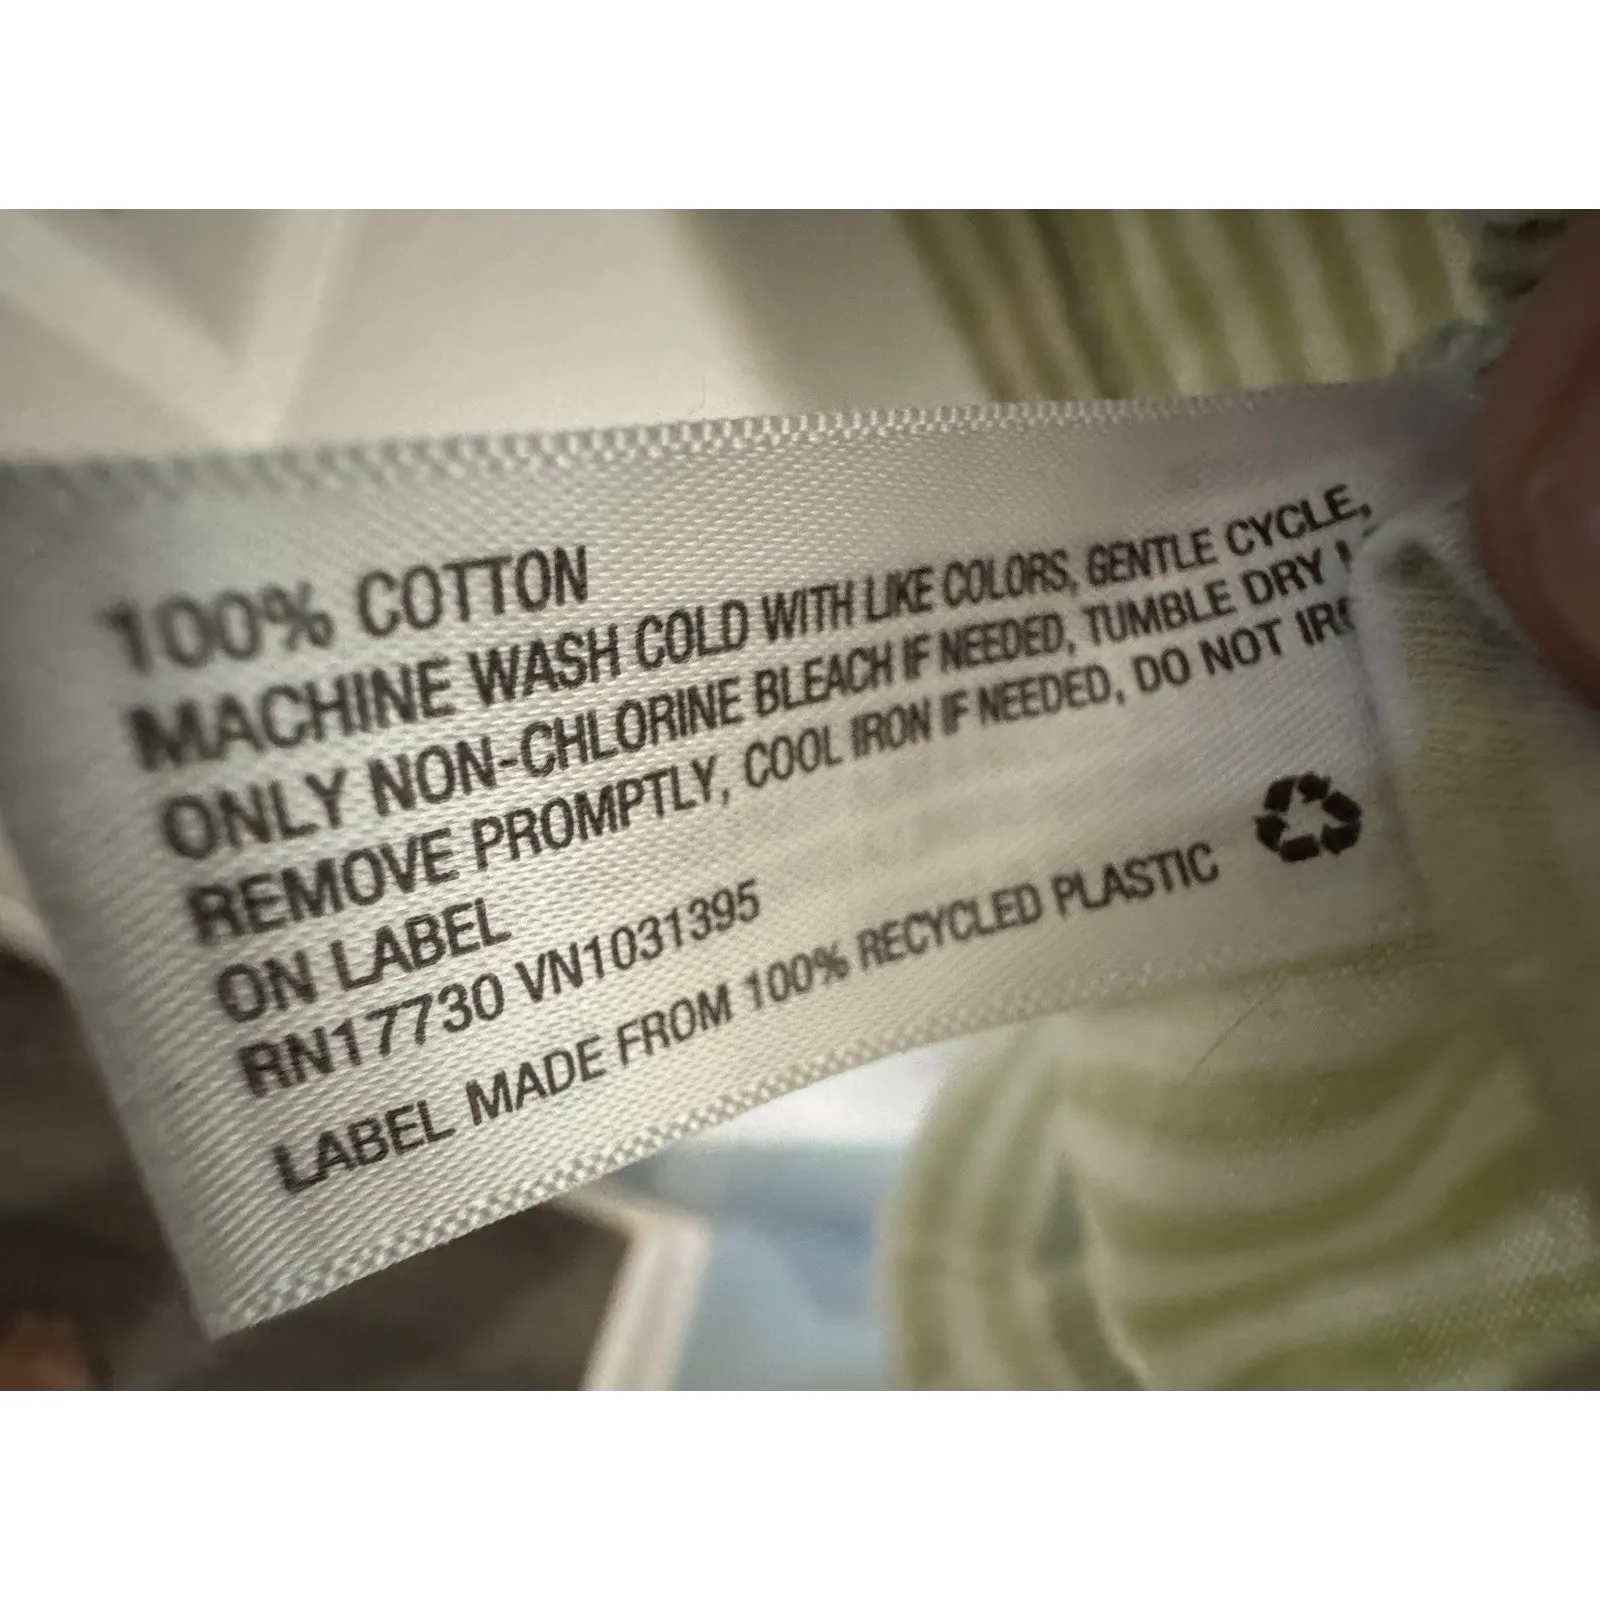 100% COTTON
MACHINE WASH COLD WITH LIKE COLORS, GENTLE CYCLE,
ONLY NON-CHLORINE BLEACH IF NEEDED, TUMBLE DRY
REMOVE PROMPTLY, COOL IRON IF NEEDED, DO NOT
ON LABEL
RN17730 VN1031395
LABEL MADE FROM 100% RECYCLED PLASTIC